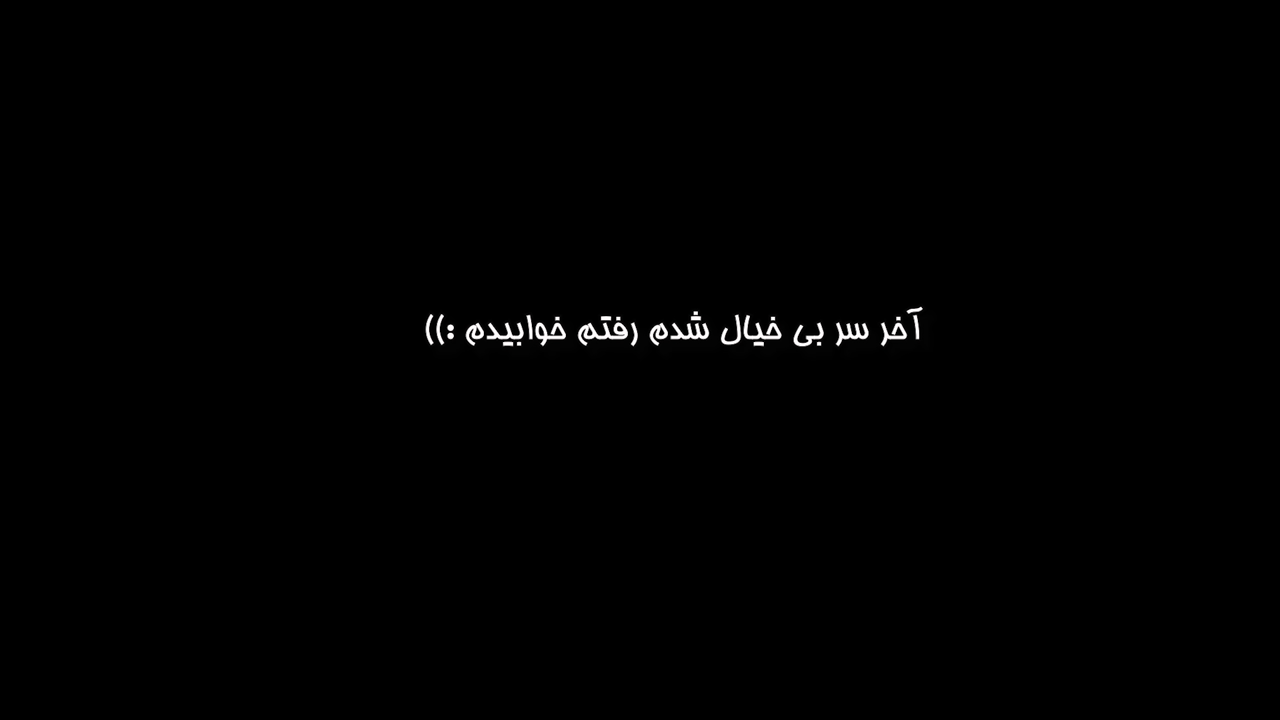 آخر سر بی خیال شدم رفتم خوابیدم :))